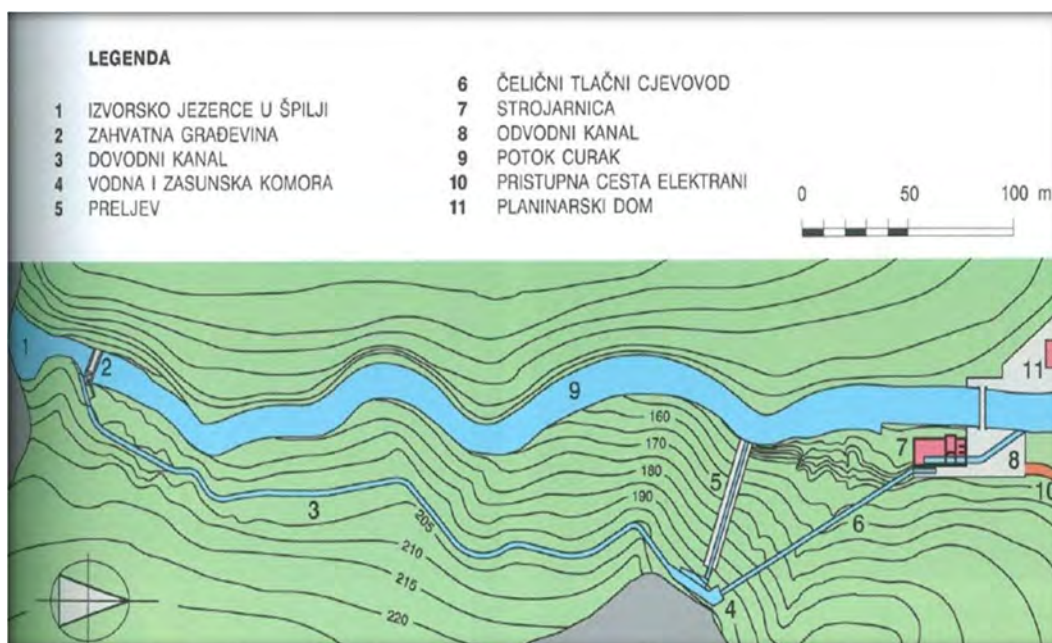 LEGENDA
1 IZVORSKO JEZERCE U ŠPILJI
2 ZAHVATNA GRAĐEVINA
3 DOVODNI KANAL
4 VODNA I ZASUNSKA KOMORA
5 PRELJEV
6 ČELIČNI TLAČNI CJEVOVOD
7 STROJARNICA
8 ODVODNI KANAL
9 POTOK CURAK
10 PRISTUPNA CESTA ELEKTRANI
11 PLANINARSKI DOM
0 50 100 m
1
2
9
11
160
170
180
190
5
7
8
10
3
205
6
210
215
220
4